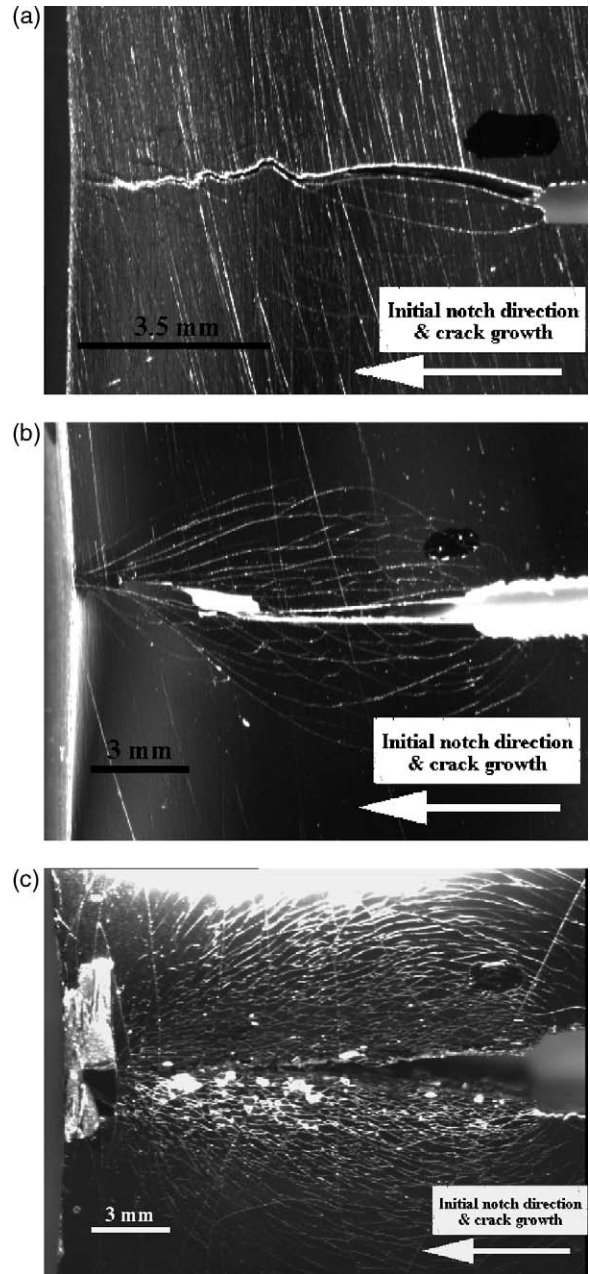 (a)
3.5 mm
Initial notch direction
& crack growth
(b)
3 mm
Initial notch direction
& crack growth
(c)
3 mm
Initial notch direction
& crack growth